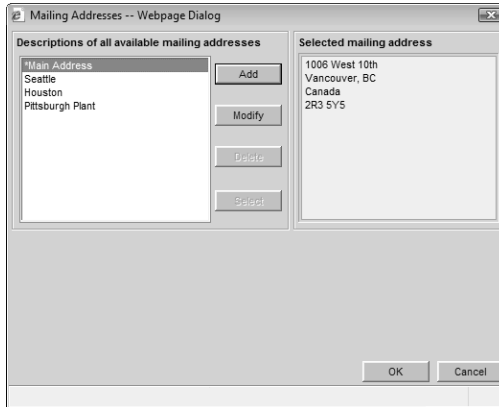 Mailing Addresses -- Webpage Dialog
Descriptions of all available mailing addresses
*Main Address
Seattle
Houston
Pittsburgh Plant
Add
Modify
Delete
Select
Selected mailing address
1006 West 10th
Vancouver, BC
Canada
2R3 5Y5
OK
Cancel